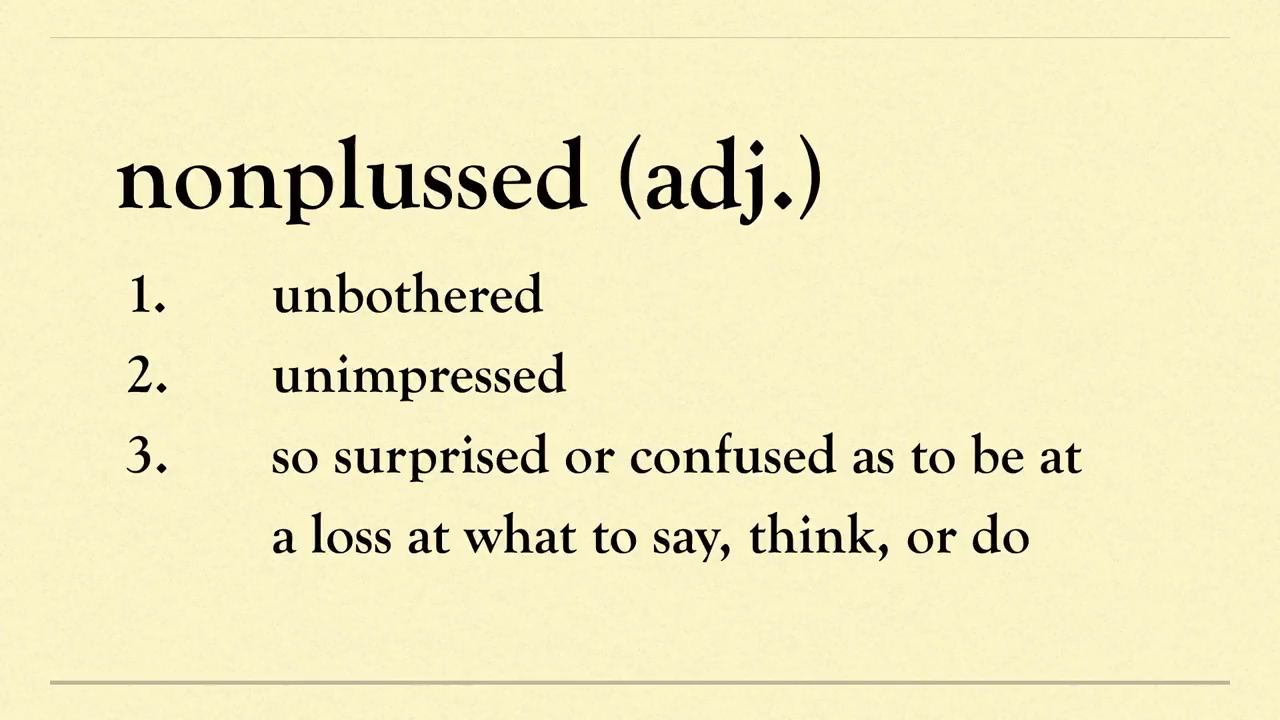 nonplussed (adj.)
1. unbothered
2. unimpressed
3. so surprised or confused as to be at
a loss at what to say, think, or do